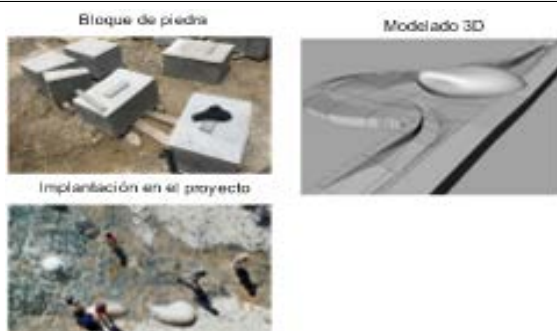 Bloque de piedra
Modelado 3D
Implantación en el proyecto